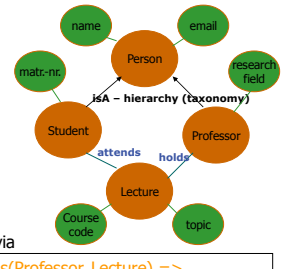 name
email
Person
matr.-nr.
research
field
isA – hierarchy (taxonomy)
Student
Professor
attends
holds
Lecture
Course
code
topic
via
s(Professor, Lecture) =>